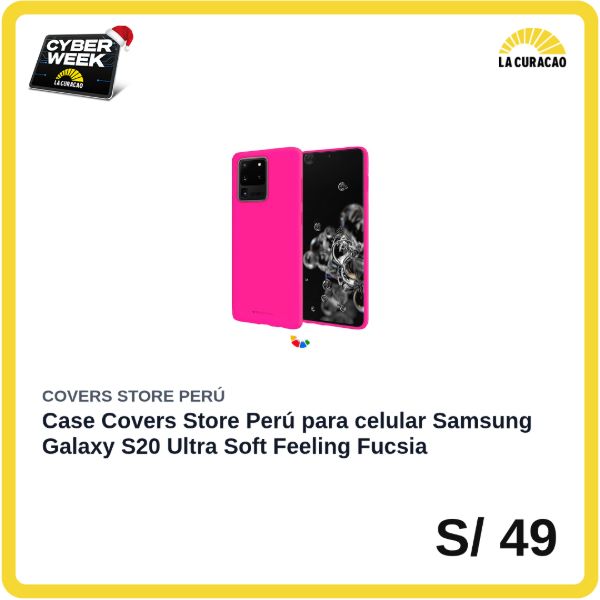 CYBER
WEEK
LA CURACAO
LA CURACAO
COVERS STORE PERÚ
Case Covers Store Perú para celular Samsung
Galaxy S20 Ultra Soft Feeling Fucsia
S/ 49